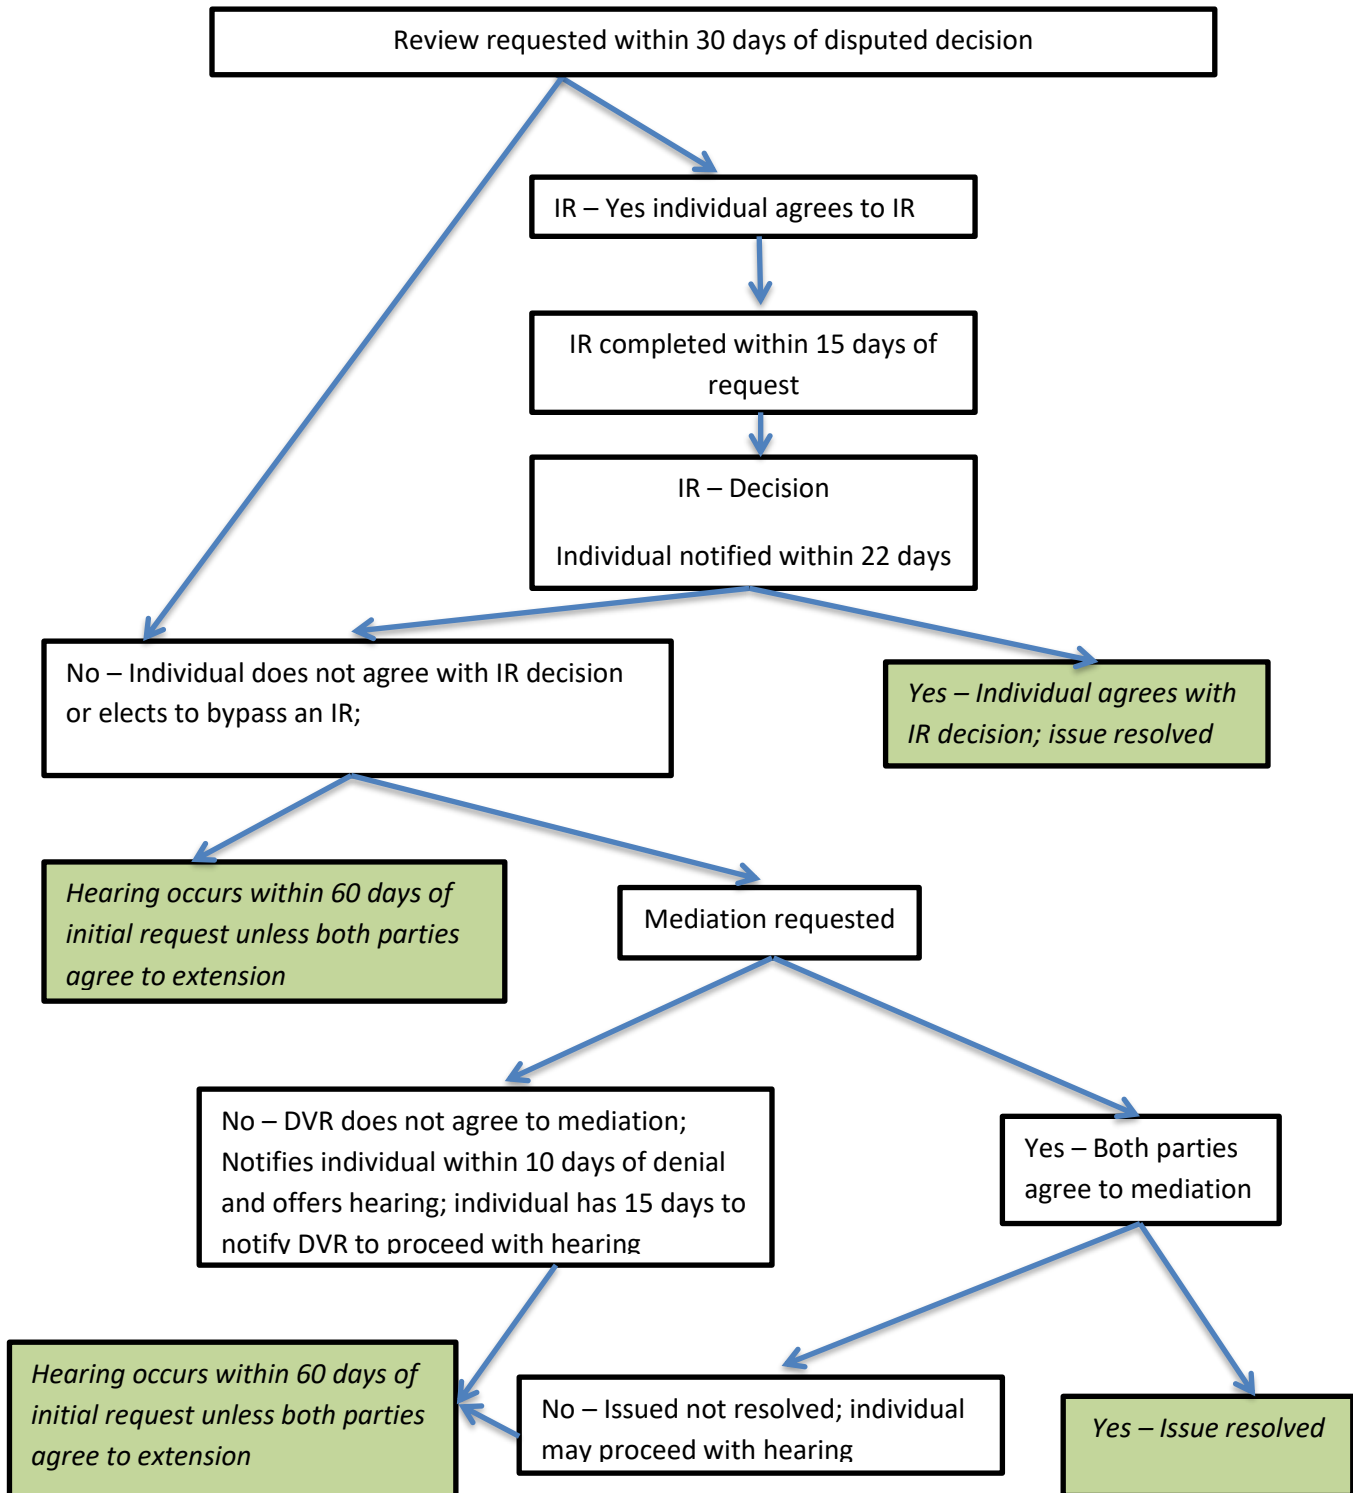 Review requested within 30 days of disputed decision
IR – Yes individual agrees to IR
IR completed within 15 days of
request
IR – Decision
Individual notified within 22 days
No – Individual does not agree with IR decision
or elects to bypass an IR;
Yes – Individual agrees with
IR decision; issue resolved
Hearing occurs within 60 days of
initial request unless both parties
agree to extension
Mediation requested
No – DVR does not agree to mediation;
Notifies individual within 10 days of denial
and offers hearing; individual has 15 days to
notify DVR to proceed with hearing
Yes – Both parties
agree to mediation
Hearing occurs within 60 days of
initial request unless both parties
agree to extension
No – Issued not resolved; individual
may proceed with hearing
Yes – Issue resolved